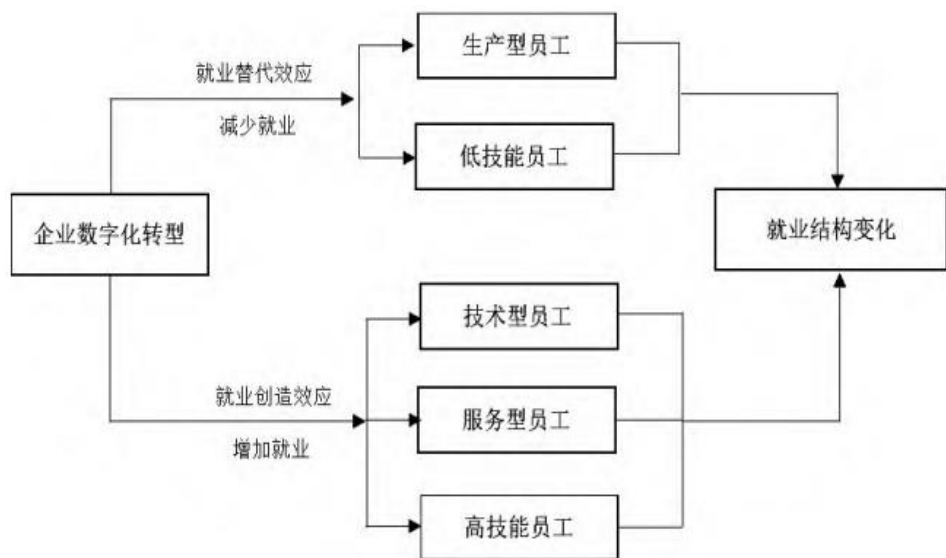 生产型员工
就业替代效应
减少就业
低技能员工
企业数字化转型
就业结构变化
技术型员工
就业创造效应
增加就业
服务型员工
高技能员工